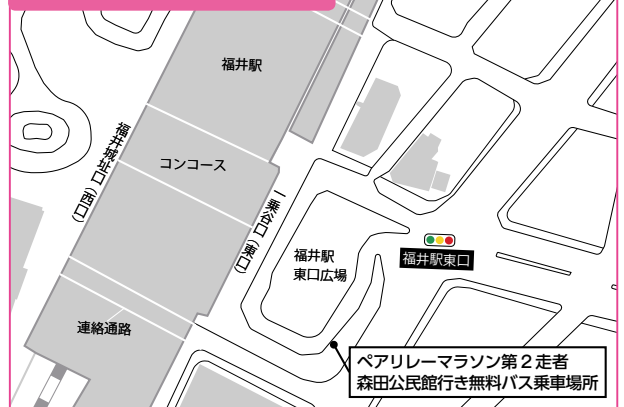 福井駅
福井城址口（西口）
コンコース
一乗谷口（東口）
福井駅
東口広場
福井駅東口
連絡通路
ペアリレーマラソン第２走者
森田公民館行き無料バス乗車場所